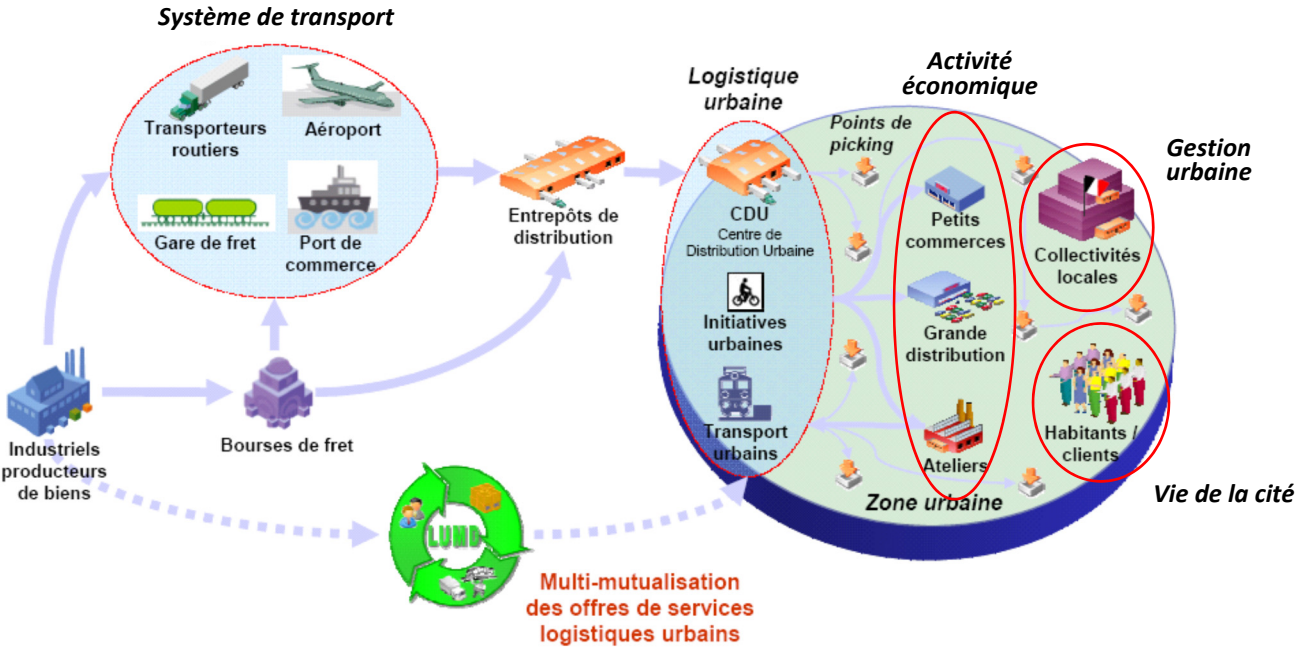 Système de transport
Transporteurs
routiers
Aéroport
Gare de fret
Port de
commerce
Entrepôts de
distribution
Industriels
producteurs
de biens
Bourses de fret
LUMD
Multi-mutualisation
des offres de services
logistiques urbains
Logistique
urbaine
CDU
Centre de
Distribution Urbaine
Initiatives
urbaines
Transport
urbains
Points de
picking
Activité
économique
Petits
commerces
Grande
distribution
Ateliers
Zone urbaine
Gestion
urbaine
Collectivités
locales
Habitants /
clients
Vie de la cité